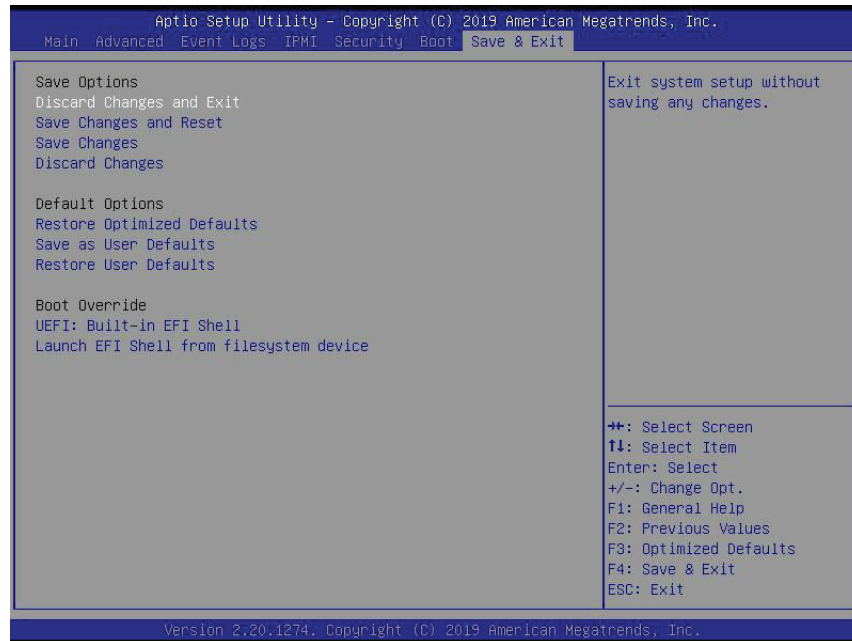 Aptio Setup Utility – Copyright (C) 2019 American Megatrends, Inc.
Main Advanced Event Logs IPMI Security Boot Save & Exit
Save Options
Discard Changes and Exit
Save Changes and Reset
Save Changes
Discard Changes
Default Options
Restore Optimized Defaults
Save as User Defaults
Restore User Defaults
Boot Override
UEFI: Built-in EFI Shell
Launch EFI Shell from filesystem device
Exit system setup without
saving any changes.
→←: Select Screen
↑↓: Select Item
Enter: Select
+/-: Change Opt.
F1: General Help
F2: Previous Values
F3: Optimized Defaults
F4: Save & Exit
ESC: Exit
Version 2.20.1274. Copyright (C) 2019 American Megatrends, Inc.